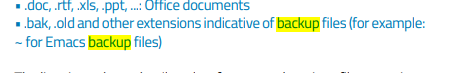 ▪ .doc, .rtf, .xls, .ppt, ...: Office documents
▪ .bak, .old and other extensions indicative of backup files (for example:
~ for Emacs backup files)